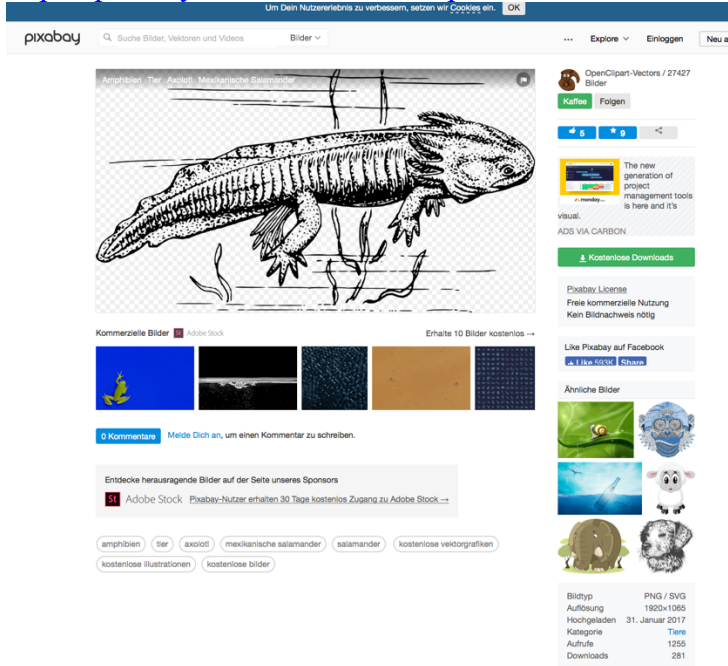 Um Dein Nutzererlebnis zu verbessern, setzen wir Cookies ein. OK
pixabay
Suche Bilder, Vektoren und Videos
Bilder
... Explore Einloggen Neu a
Amphibien Tier Axolotl Mexikanische Salamander
OpenClipart-Vectors / 27427
Bilder
Kaffee Folgen
5 9
The new
generation of
project
management tools
is here and it's
visual.
monday.com
ADS VIA CARBON
Kostenlose Downloads
Pixabay License
Freie kommerzielle Nutzung
Kein Bildnachweis nötig
Kommerzielle Bilder St Adobe Stock Erhalte 10 Bilder kostenlos →
Like Pixabay auf Facebook
Like 593K Share
Ähnliche Bilder
0 Kommentare Melde Dich an, um einen Kommentar zu schreiben.
Entdecke herausragende Bilder auf der Seite unseres Sponsors
St Adobe Stock Pixabay-Nutzer erhalten 30 Tage kostenlos Zugang zu Adobe Stock →
amphibien tier axolotl mexikanische salamander salamander kostenlose vektorgrafiken
kostenlose illustrationen kostenlose bilder
Bildtyp PNG / SVG
Auflösung 1920×1065
Hochgeladen 31. Januar 2017
Kategorie Tiere
Aufrufe 1255
Downloads 281